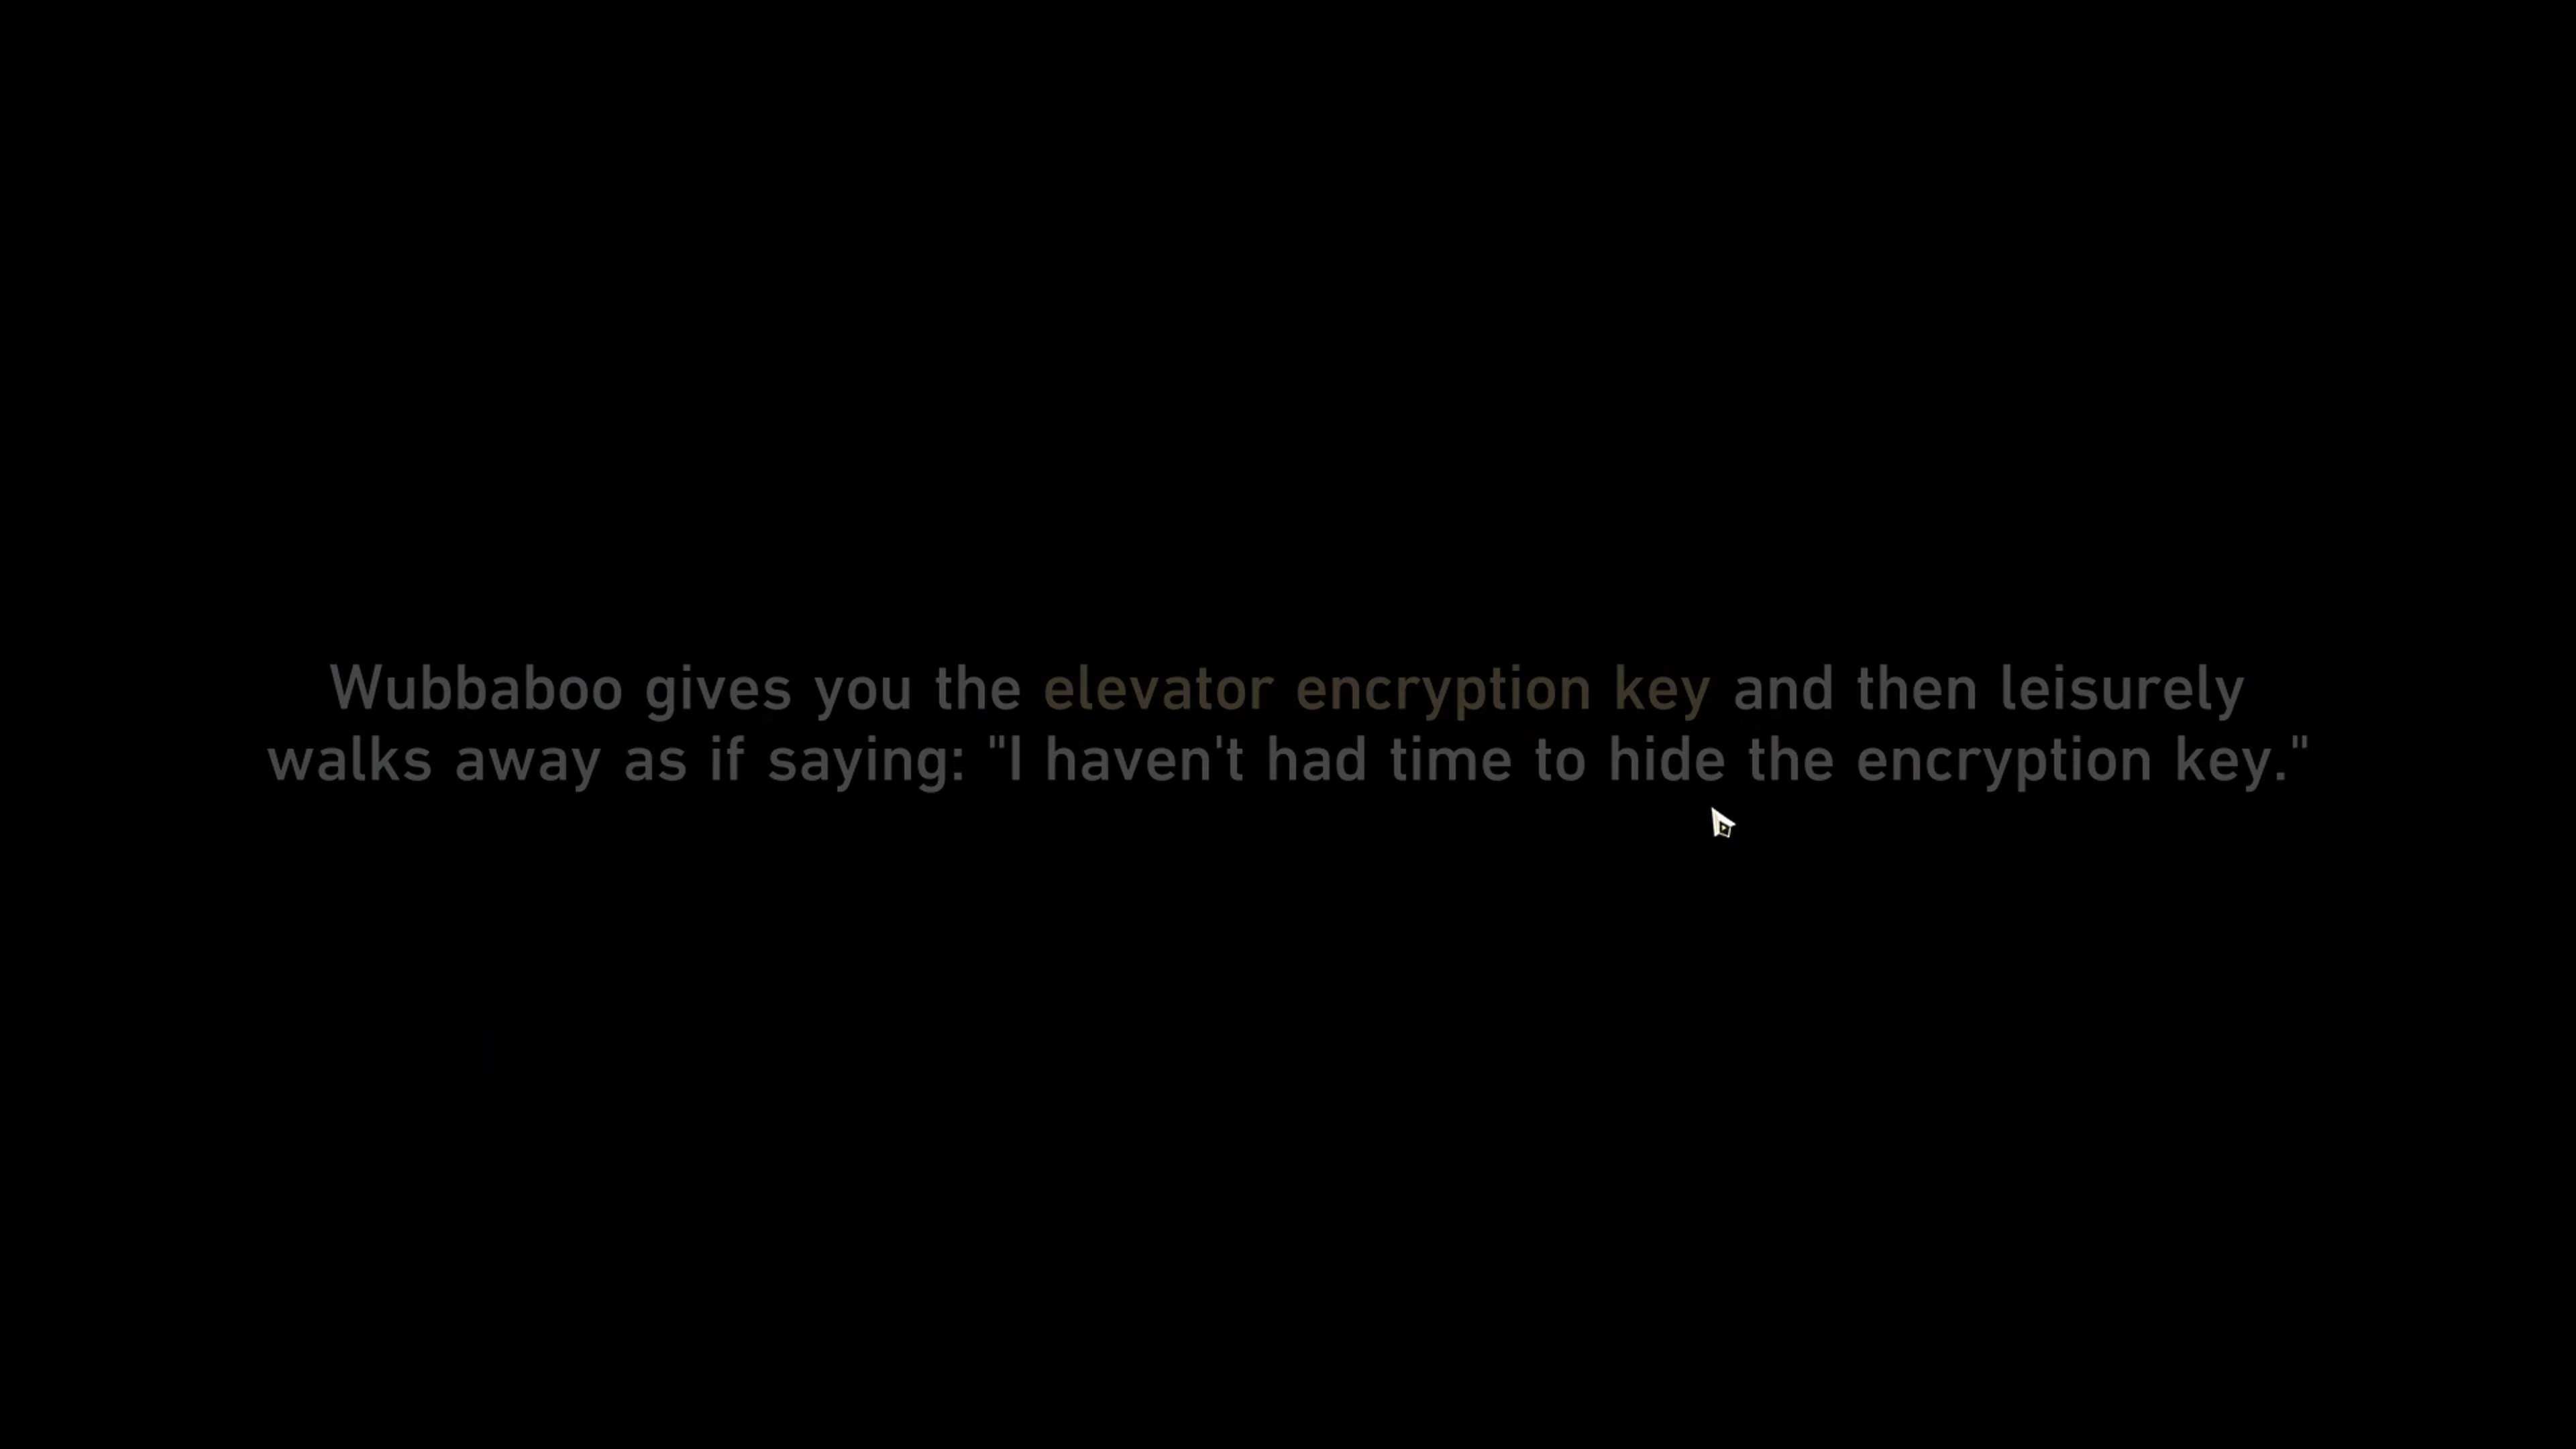 Wubbaboo gives you the elevator encryption key and then leisurely
walks away as if saying: "I haven't had time to hide the encryption key."